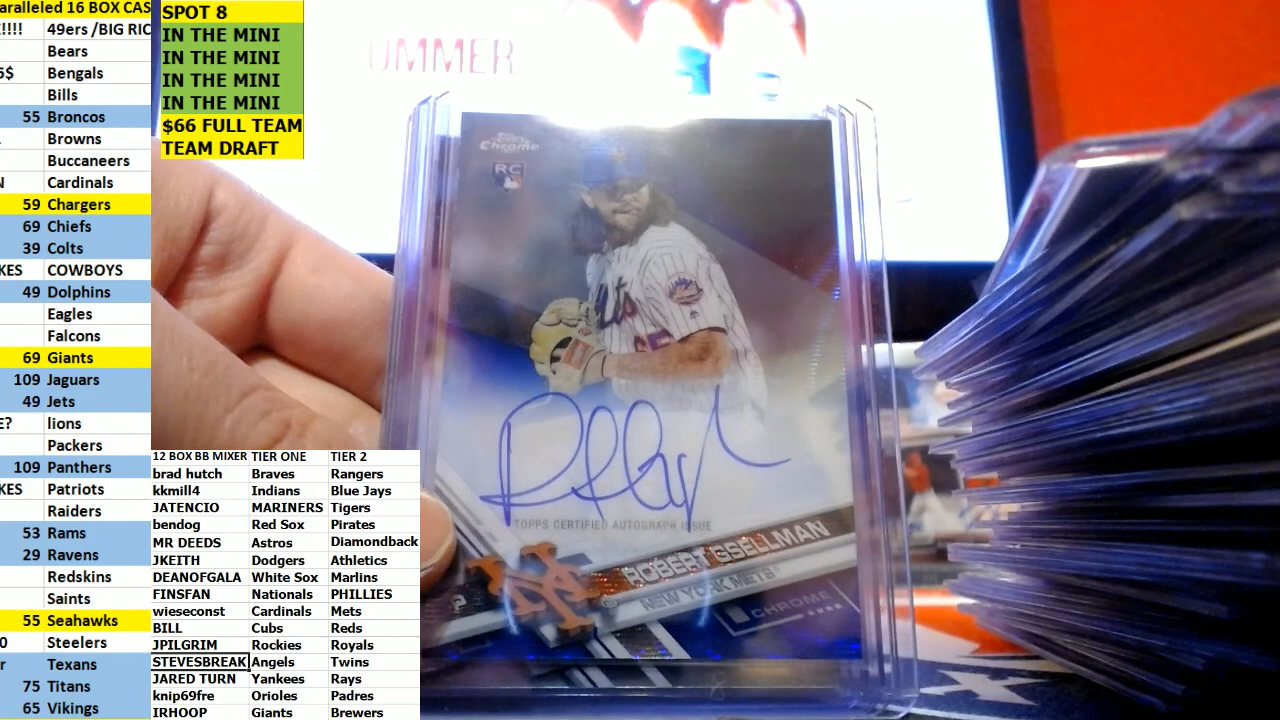 aralleled 16 BOX CAS
!!!! 49ers /BIG RIC
Bears
5$ Bengals
Bills
55 Broncos
Browns
Buccaneers
N Cardinals
59 Chargers
69 Chiefs
39 Colts
KES COWBOYS
49 Dolphins
Eagles
Falcons
69 Giants
109 Jaguars
49 Jets
E? lions
Packers
109 Panthers
KES Patriots
Raiders
53 Rams
29 Ravens
Redskins
Saints
55 Seahawks
0 Steelers
r Texans
75 Titans
65 Vikings
SPOT 8
IN THE MINI
IN THE MINI
IN THE MINI
IN THE MINI
$66 FULL TEAM
TEAM DRAFT
12 BOX BB MIXER TIER ONE TIER 2
brad hutch Braves Rangers
kkmill4 Indians Blue Jays
JATENCIO MARINERS Tigers
bendog Red Sox Pirates
MR DEEDS Astros Diamondback
JKEITH Dodgers Athletics
DEANOFGALA White Sox Marlins
FINSFAN Nationals PHILLIES
wieseconst Cardinals Mets
BILL Cubs Reds
JPILGRIM Rockies Royals
STEVESBREAK Angels Twins
JARED TURN Yankees Rays
knip69fre Orioles Padres
IRHOOP Giants Brewers
UMMER
Topps
Chrome
RC
TOPPS CERTIFIED AUTOGRAPH ISSUE
ROBERT GSELLMAN
NEW YORK METS
CHROME